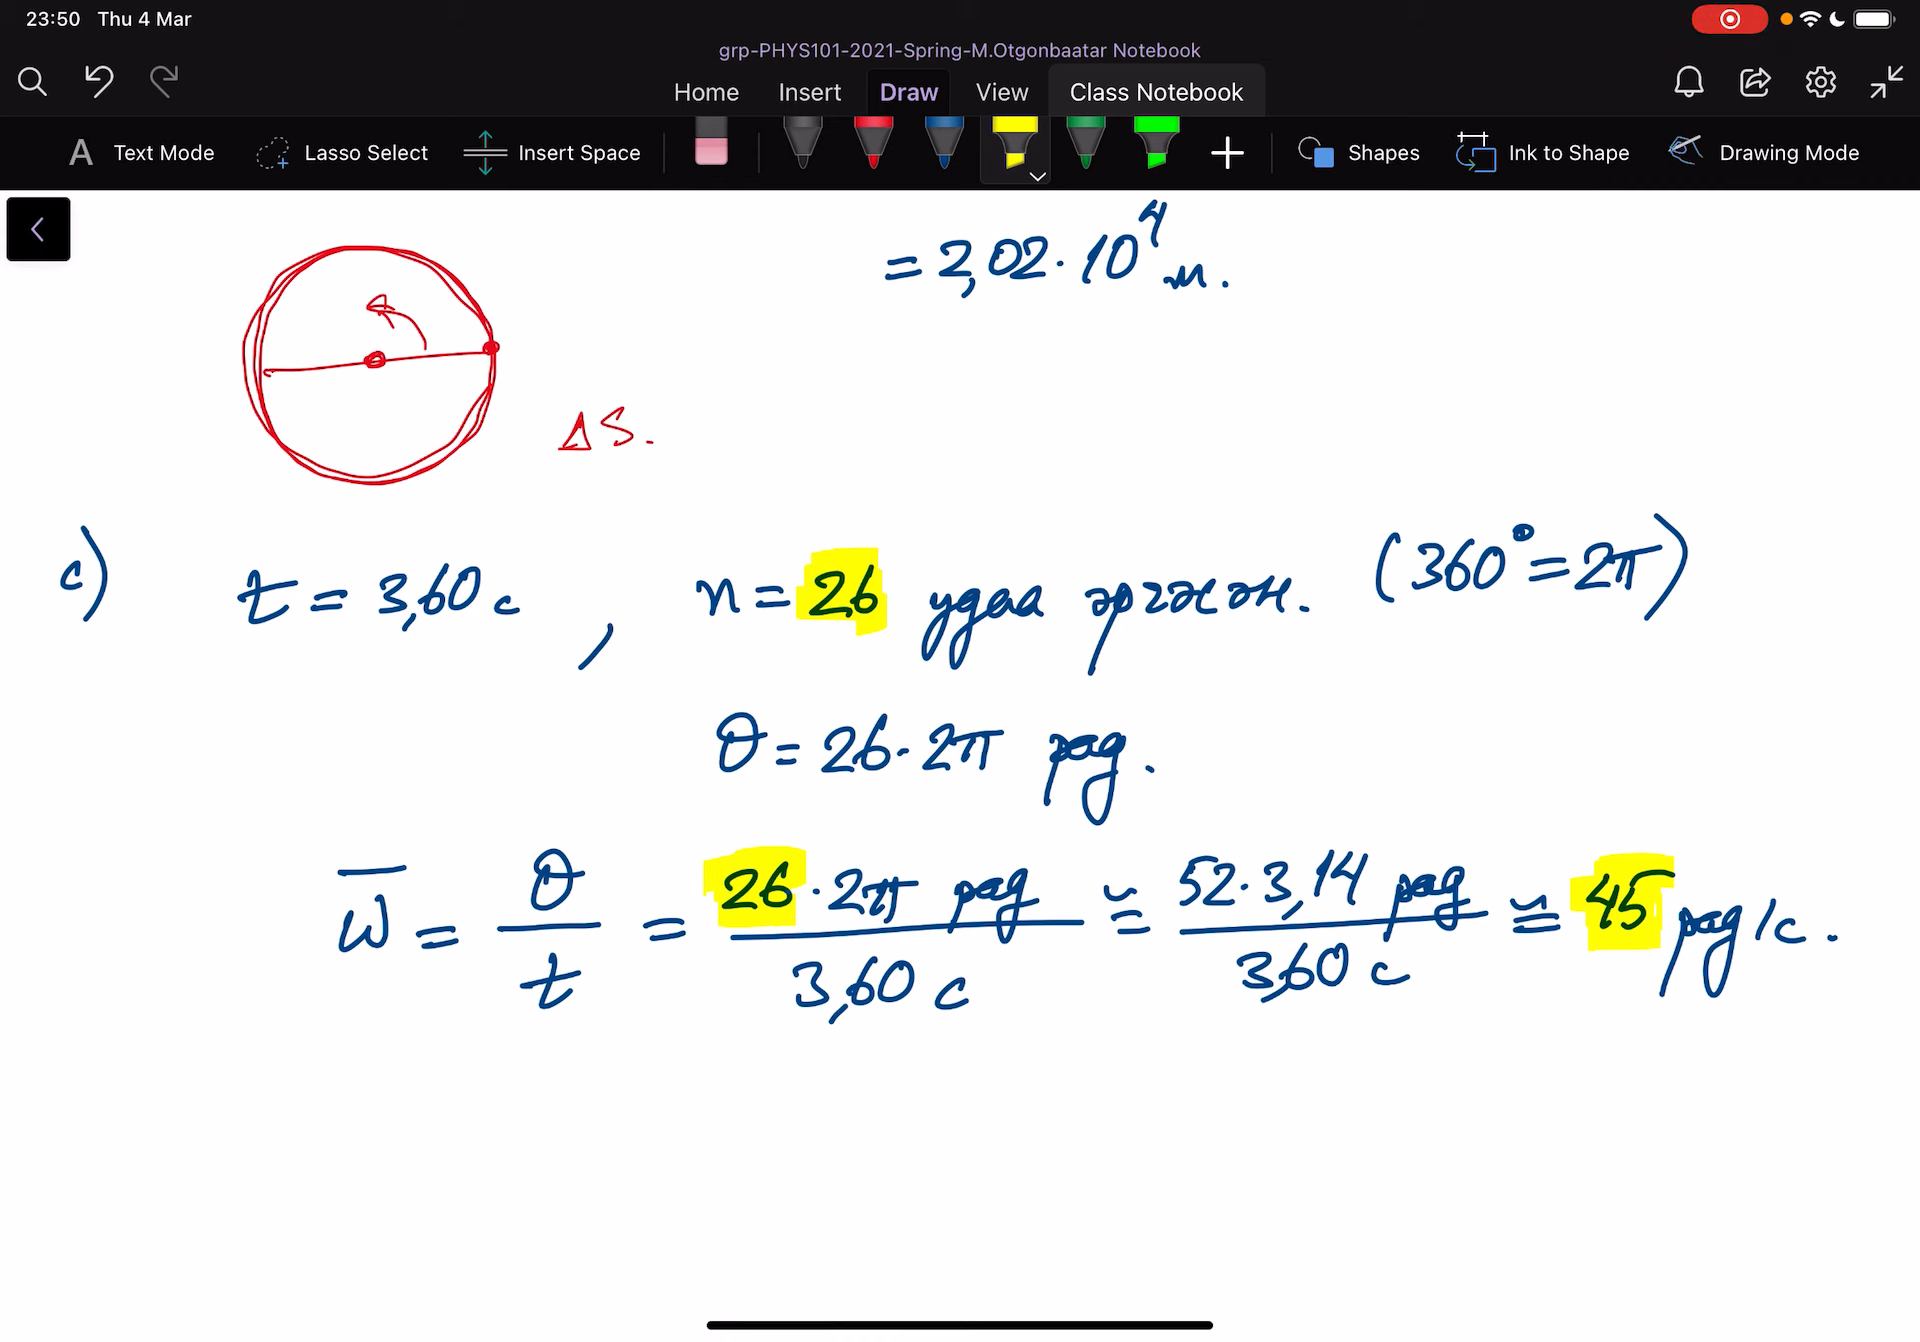 23:50 Thu 4 Mar
grp-PHYS101-2021-Spring-M.Otgonbaatar Notebook
Home Insert Draw View Class Notebook
A Text Mode Lasso Select Insert Space Shapes Ink to Shape Drawing Mode
= 2,02 · 10⁴ м.
ΔS.
c) t = 3,60 c , n = 26 удаа эргэсэн. (360° = 2π)
θ = 26 · 2π рад.
ω̅ = θ/t = 26 · 2π рад / 3,60 c ≅ 52 · 3,14 рад / 3,60 c ≅ 45 рад/c.